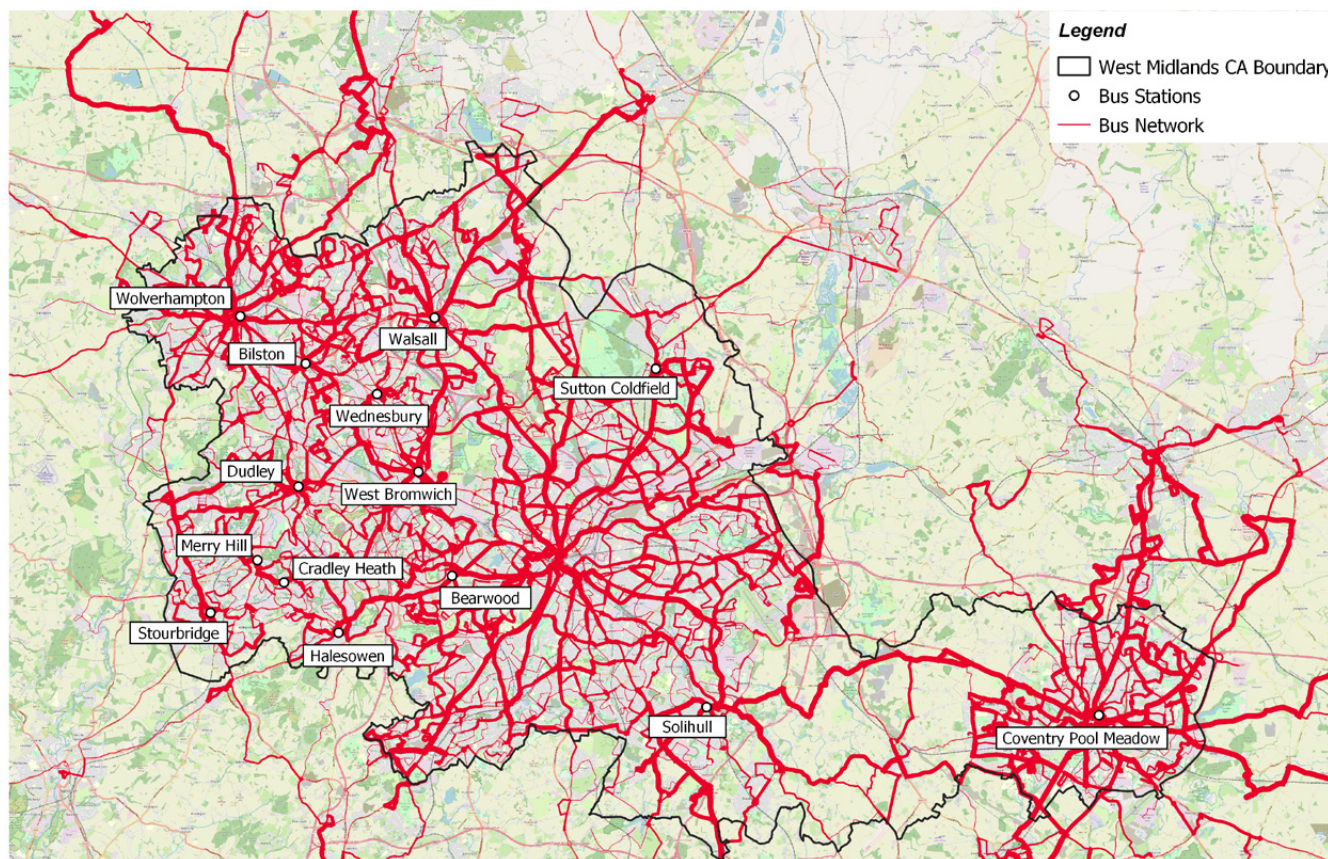 Legend
West Midlands CA Boundary
Bus Stations
Bus Network
Wolverhampton
Walsall
Bilston
Sutton Coldfield
Wednesbury
Dudley
West Bromwich
Merry Hill
Cradley Heath
Bearwood
Stourbridge
Halesowen
Solihull
Coventry Pool Meadow